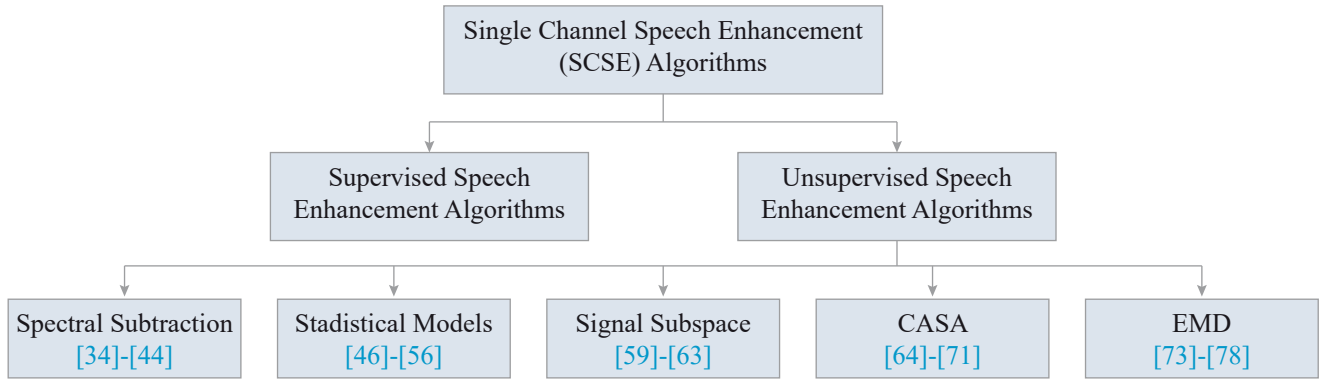 Single Channel Speech Enhancement
(SCSE) Algorithms
Supervised Speech
Enhancement Algorithms
Unsupervised Speech
Enhancement Algorithms
Spectral Subtraction
[34]-[44]
Stadistical Models
[46]-[56]
Signal Subspace
[59]-[63]
CASA
[64]-[71]
EMD
[73]-[78]